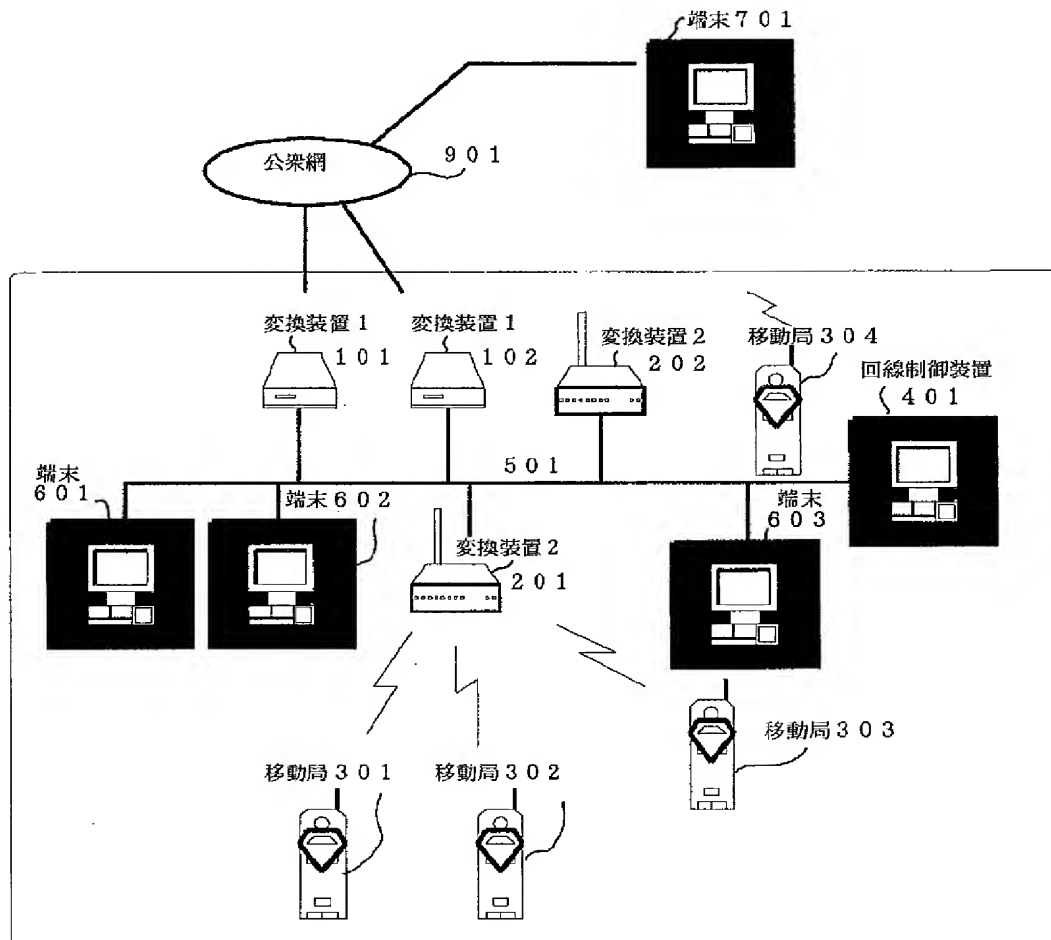 端末７０１
公衆網
９０１
変換装置１
１０１
変換装置１
１０２
変換装置２
２０２
移動局３０４
回線制御装置
４０１
５０１
端末
６０１
端末６０２
端末
６０３
変換装置２
２０１
移動局３０３
移動局３０１
移動局３０２